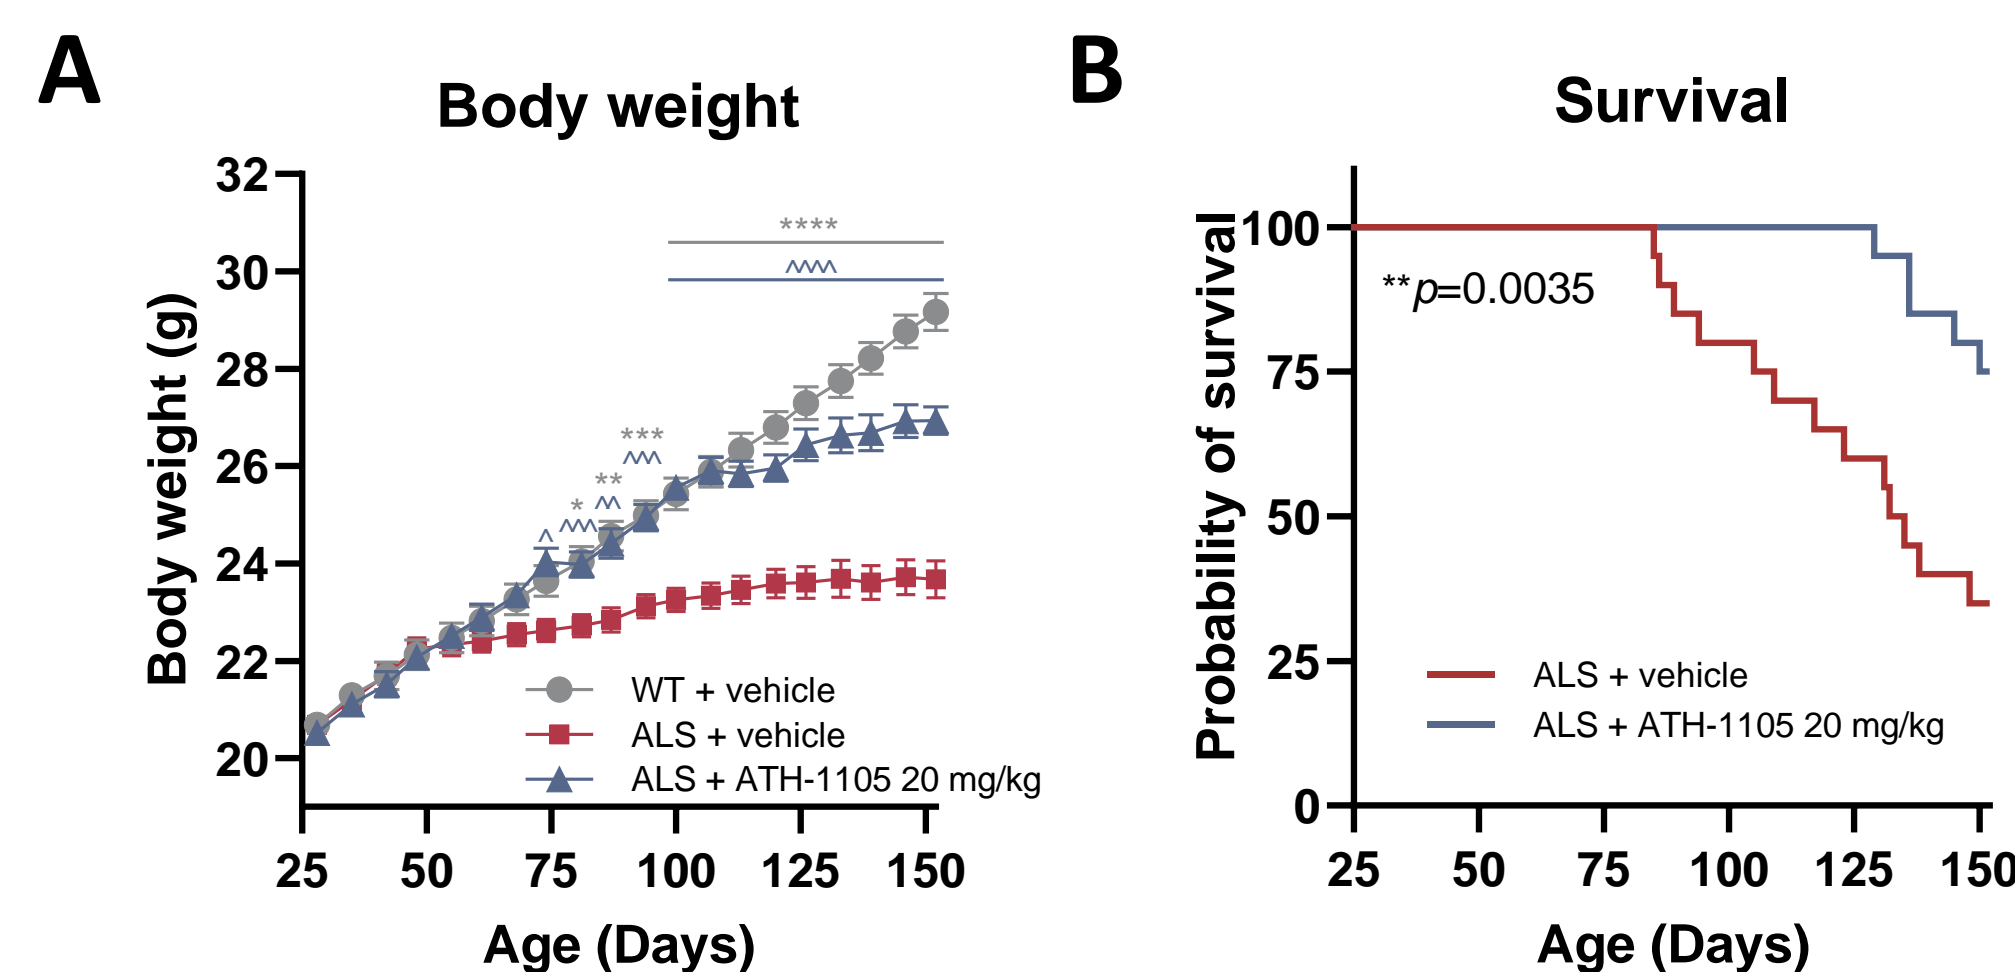 A
Body weight
Body weight (g)
32
30
28
26
24
22
20
****
^^^^
***
^^^
**
^^
*
^^^
^
WT + vehicle
ALS + vehicle
ALS + ATH-1105 20 mg/kg
25 50 75 100 125 150
Age (Days)
B
Survival
Probability of survival
100
75
50
25
0
**p=0.0035
ALS + vehicle
ALS + ATH-1105 20 mg/kg
25 50 75 100 125 150
Age (Days)